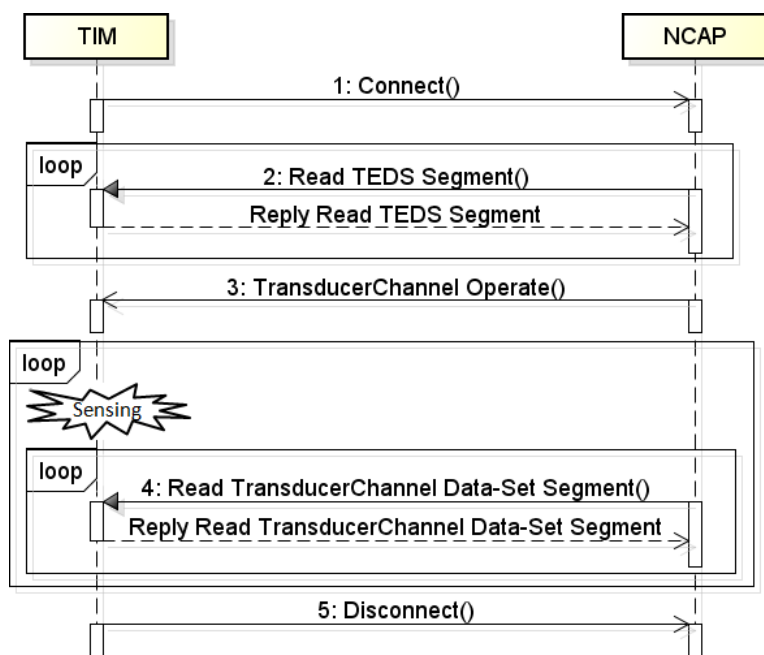 TIM
NCAP
1: Connect()
loop
2: Read TEDS Segment()
Reply Read TEDS Segment
3: TransducerChannel Operate()
loop
Sensing
loop
4: Read TransducerChannel Data-Set Segment()
Reply Read TransducerChannel Data-Set Segment
5: Disconnect()